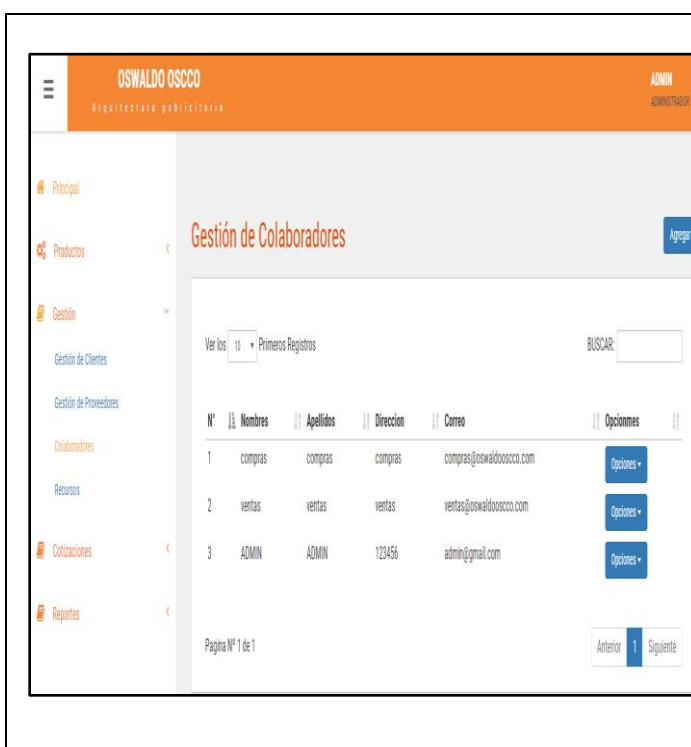 OSWALDO OSCCO
Arquitectura publicitaria
ADMIN
ADMINISTRADOR
Principal
Productos
Gestión
Gestión de Clientes
Gestión de Proveedores
Colaboradores
Recursos
Cotizaciones
Reportes
Gestión de Colaboradores
Agregar
Ver los 10 Primeros Registros
BUSCAR:
N° Nombres Apellidos Direccion Correo Opcionmes
1 compras compras compras compras@oswaldooscco.com Opciones
2 ventas ventas ventas ventas@oswaldooscco.com Opciones
3 ADMIN ADMIN 123456 admin@gmail.com Opciones
Pagina Nº 1 de 1
Anterior 1 Siguiente